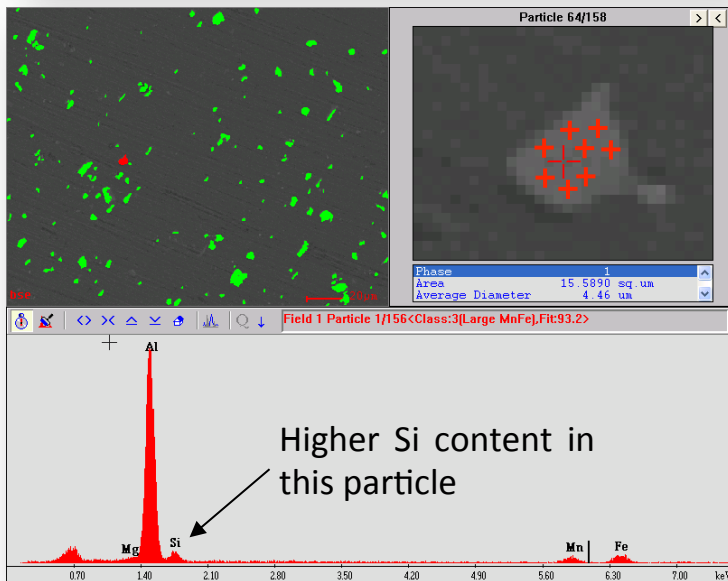 Particle 64/158
> <
Phase 1
Area 15.5890 sq.um
Average Diameter 4.46 um
Field 1 Particle 1/156<Class:3(Large MnFe),Fit:93.2>
Al
Higher Si content in
this particle
Mg
Si
Mn
Fe
0.70 1.40 2.10 2.80 3.50 4.20 4.90 5.60 6.30 7.00 keV